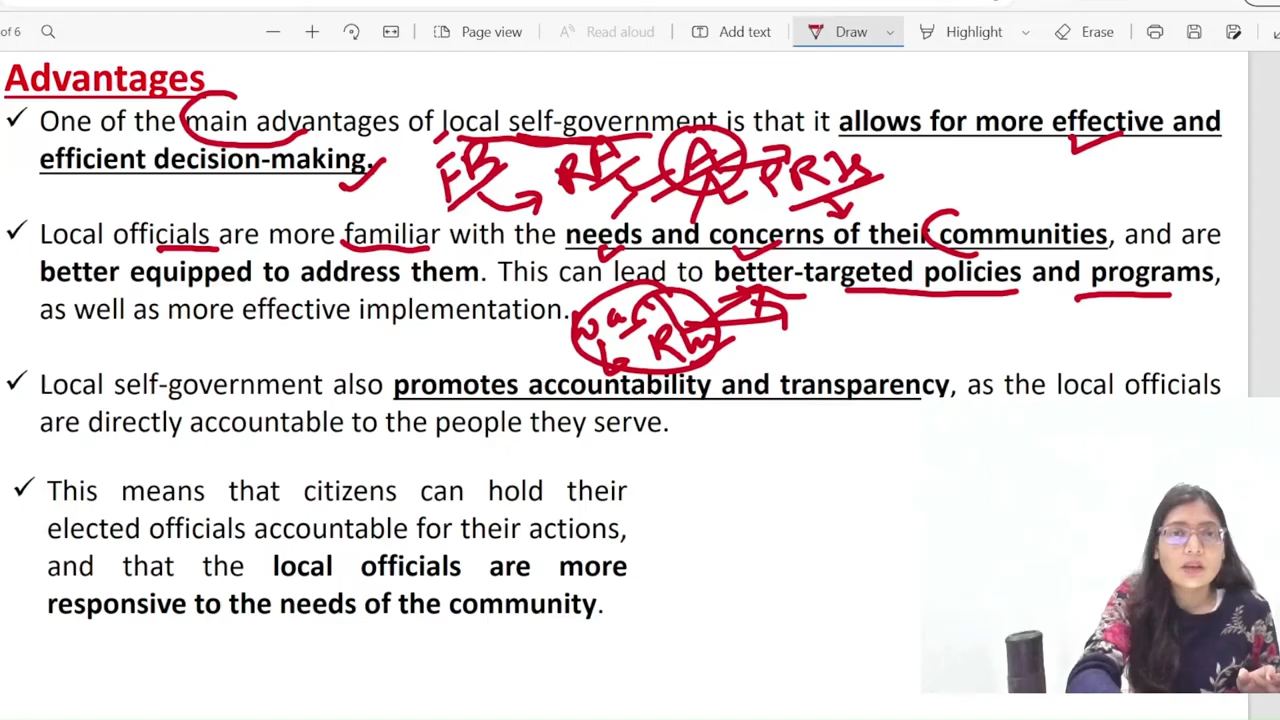 of 6
Page view
Read aloud
Add text
Draw
Highlight
Erase
Advantages
✓ One of the main advantages of local self-government is that it allows for more effective and
efficient decision-making.
PRIs
✓ Local officials are more familiar with the needs and concerns of their communities, and are
better equipped to address them. This can lead to better-targeted policies and programs,
as well as more effective implementation.
✓ Local self-government also promotes accountability and transparency, as the local officials
are directly accountable to the people they serve.
✓ This means that citizens can hold their
elected officials accountable for their actions,
and that the local officials are more
responsive to the needs of the community.